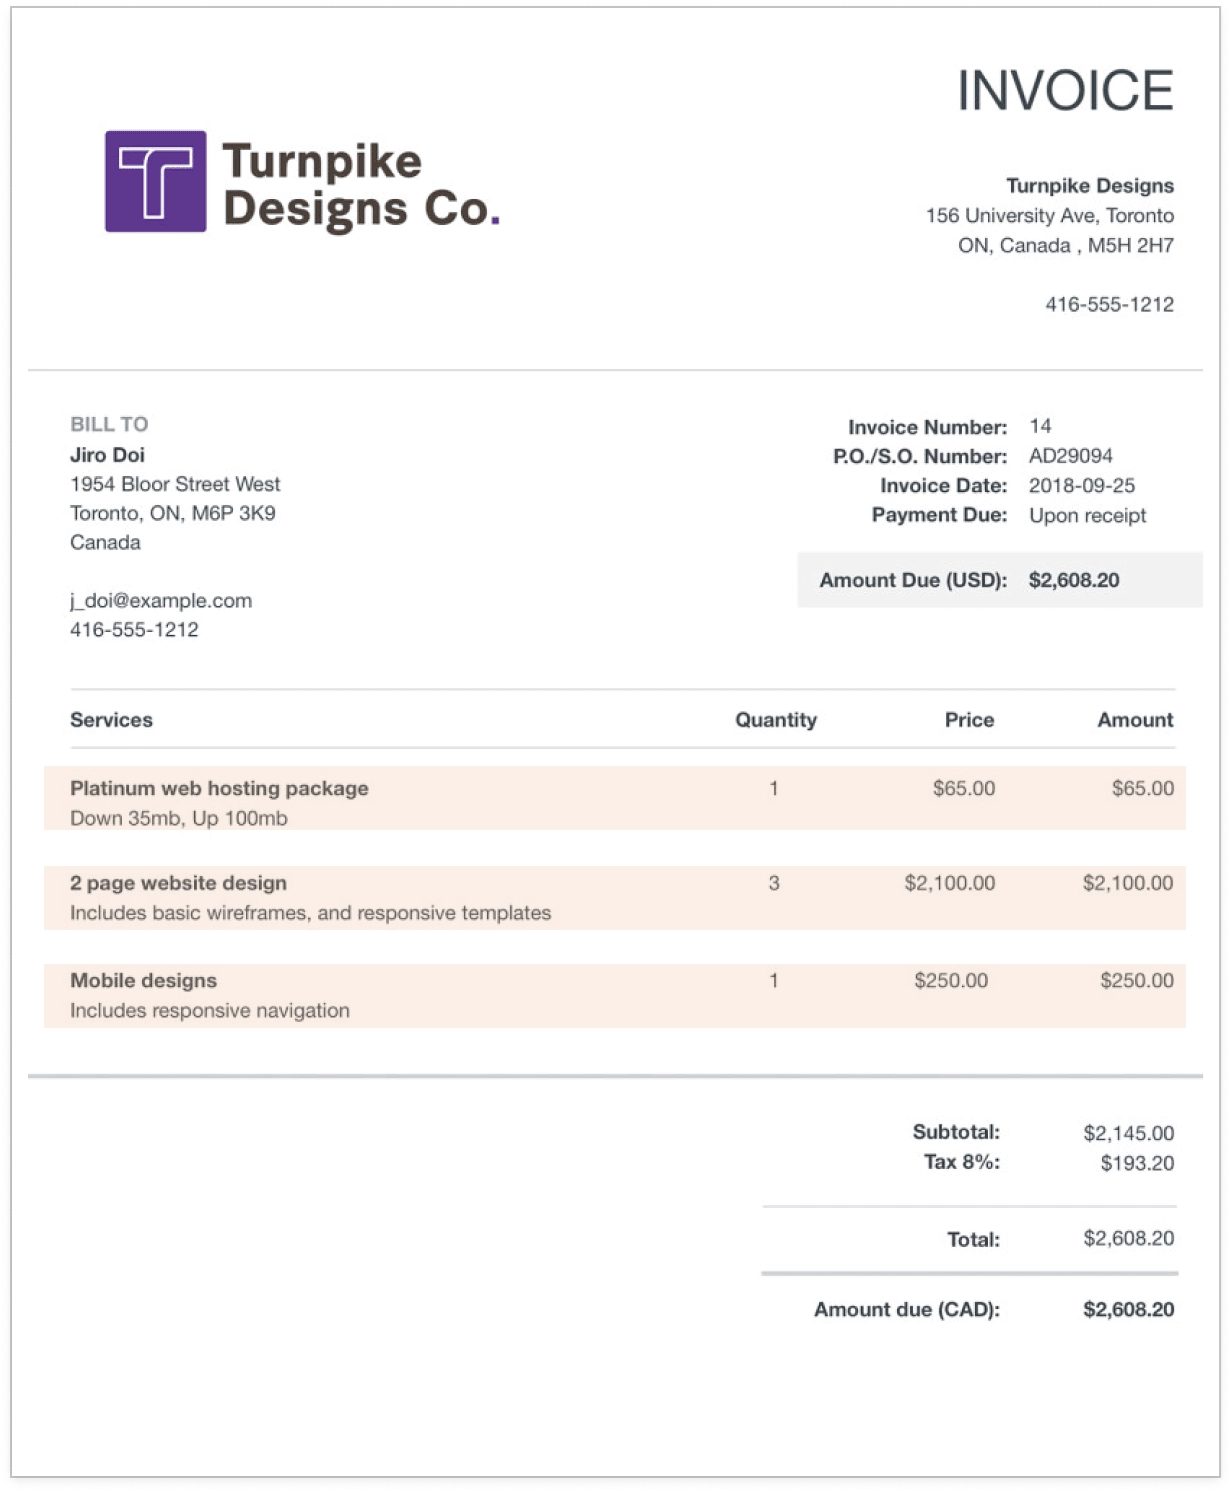 INVOICE
Turnpike
Designs Co.
Turnpike Designs
156 University Ave, Toronto
ON, Canada , M5H 2H7
416-555-1212
BILL TO
Jiro Doi
1954 Bloor Street West
Toronto, ON, M6P 3K9
Canada
j_doi@example.com
416-555-1212
Invoice Number: 14
P.O./S.O. Number: AD29094
Invoice Date: 2018-09-25
Payment Due: Upon receipt
Amount Due (USD): $2,608.20
Services Quantity Price Amount
Platinum web hosting package 1 $65.00 $65.00
Down 35mb, Up 100mb
2 page website design 3 $2,100.00 $2,100.00
Includes basic wireframes, and responsive templates
Mobile designs 1 $250.00 $250.00
Includes responsive navigation
Subtotal: $2,145.00
Tax 8%: $193.20
Total: $2,608.20
Amount due (CAD): $2,608.20